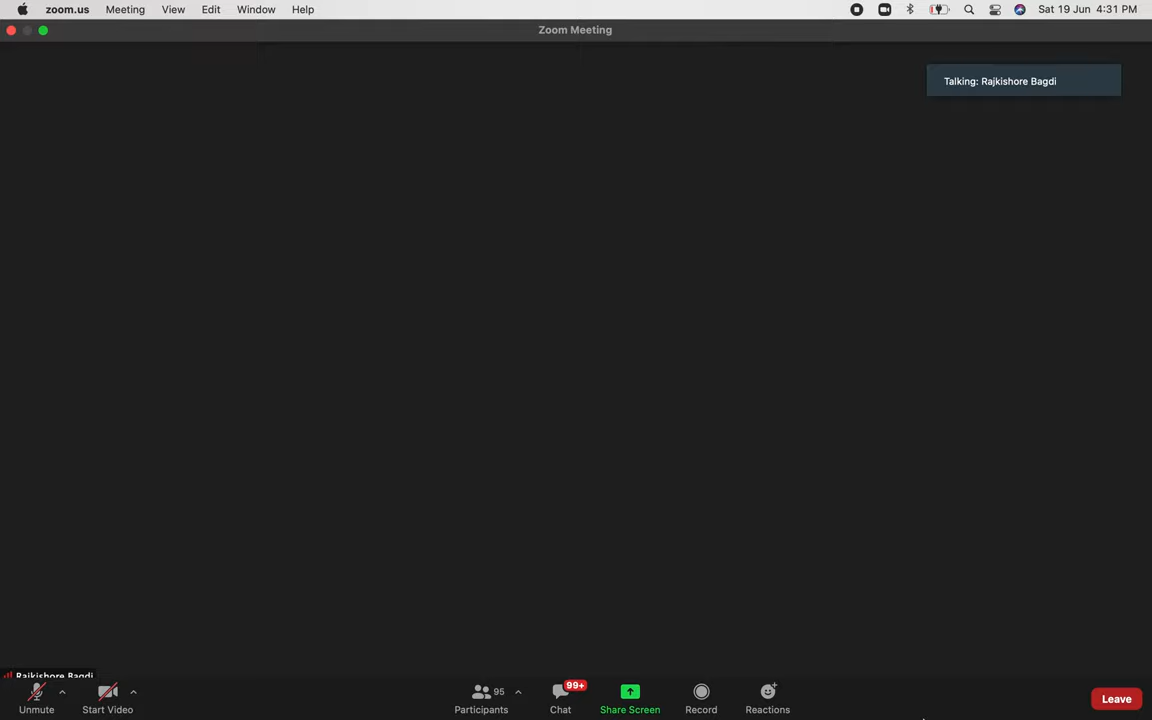 zoom.us Meeting View Edit Window Help Sat 19 Jun 4:31 PM
Zoom Meeting
Talking: Rajkishore Bagdi
Rajkishore Bagdi
95 99+
Unmute Start Video Participants Chat Share Screen Record Reactions Leave